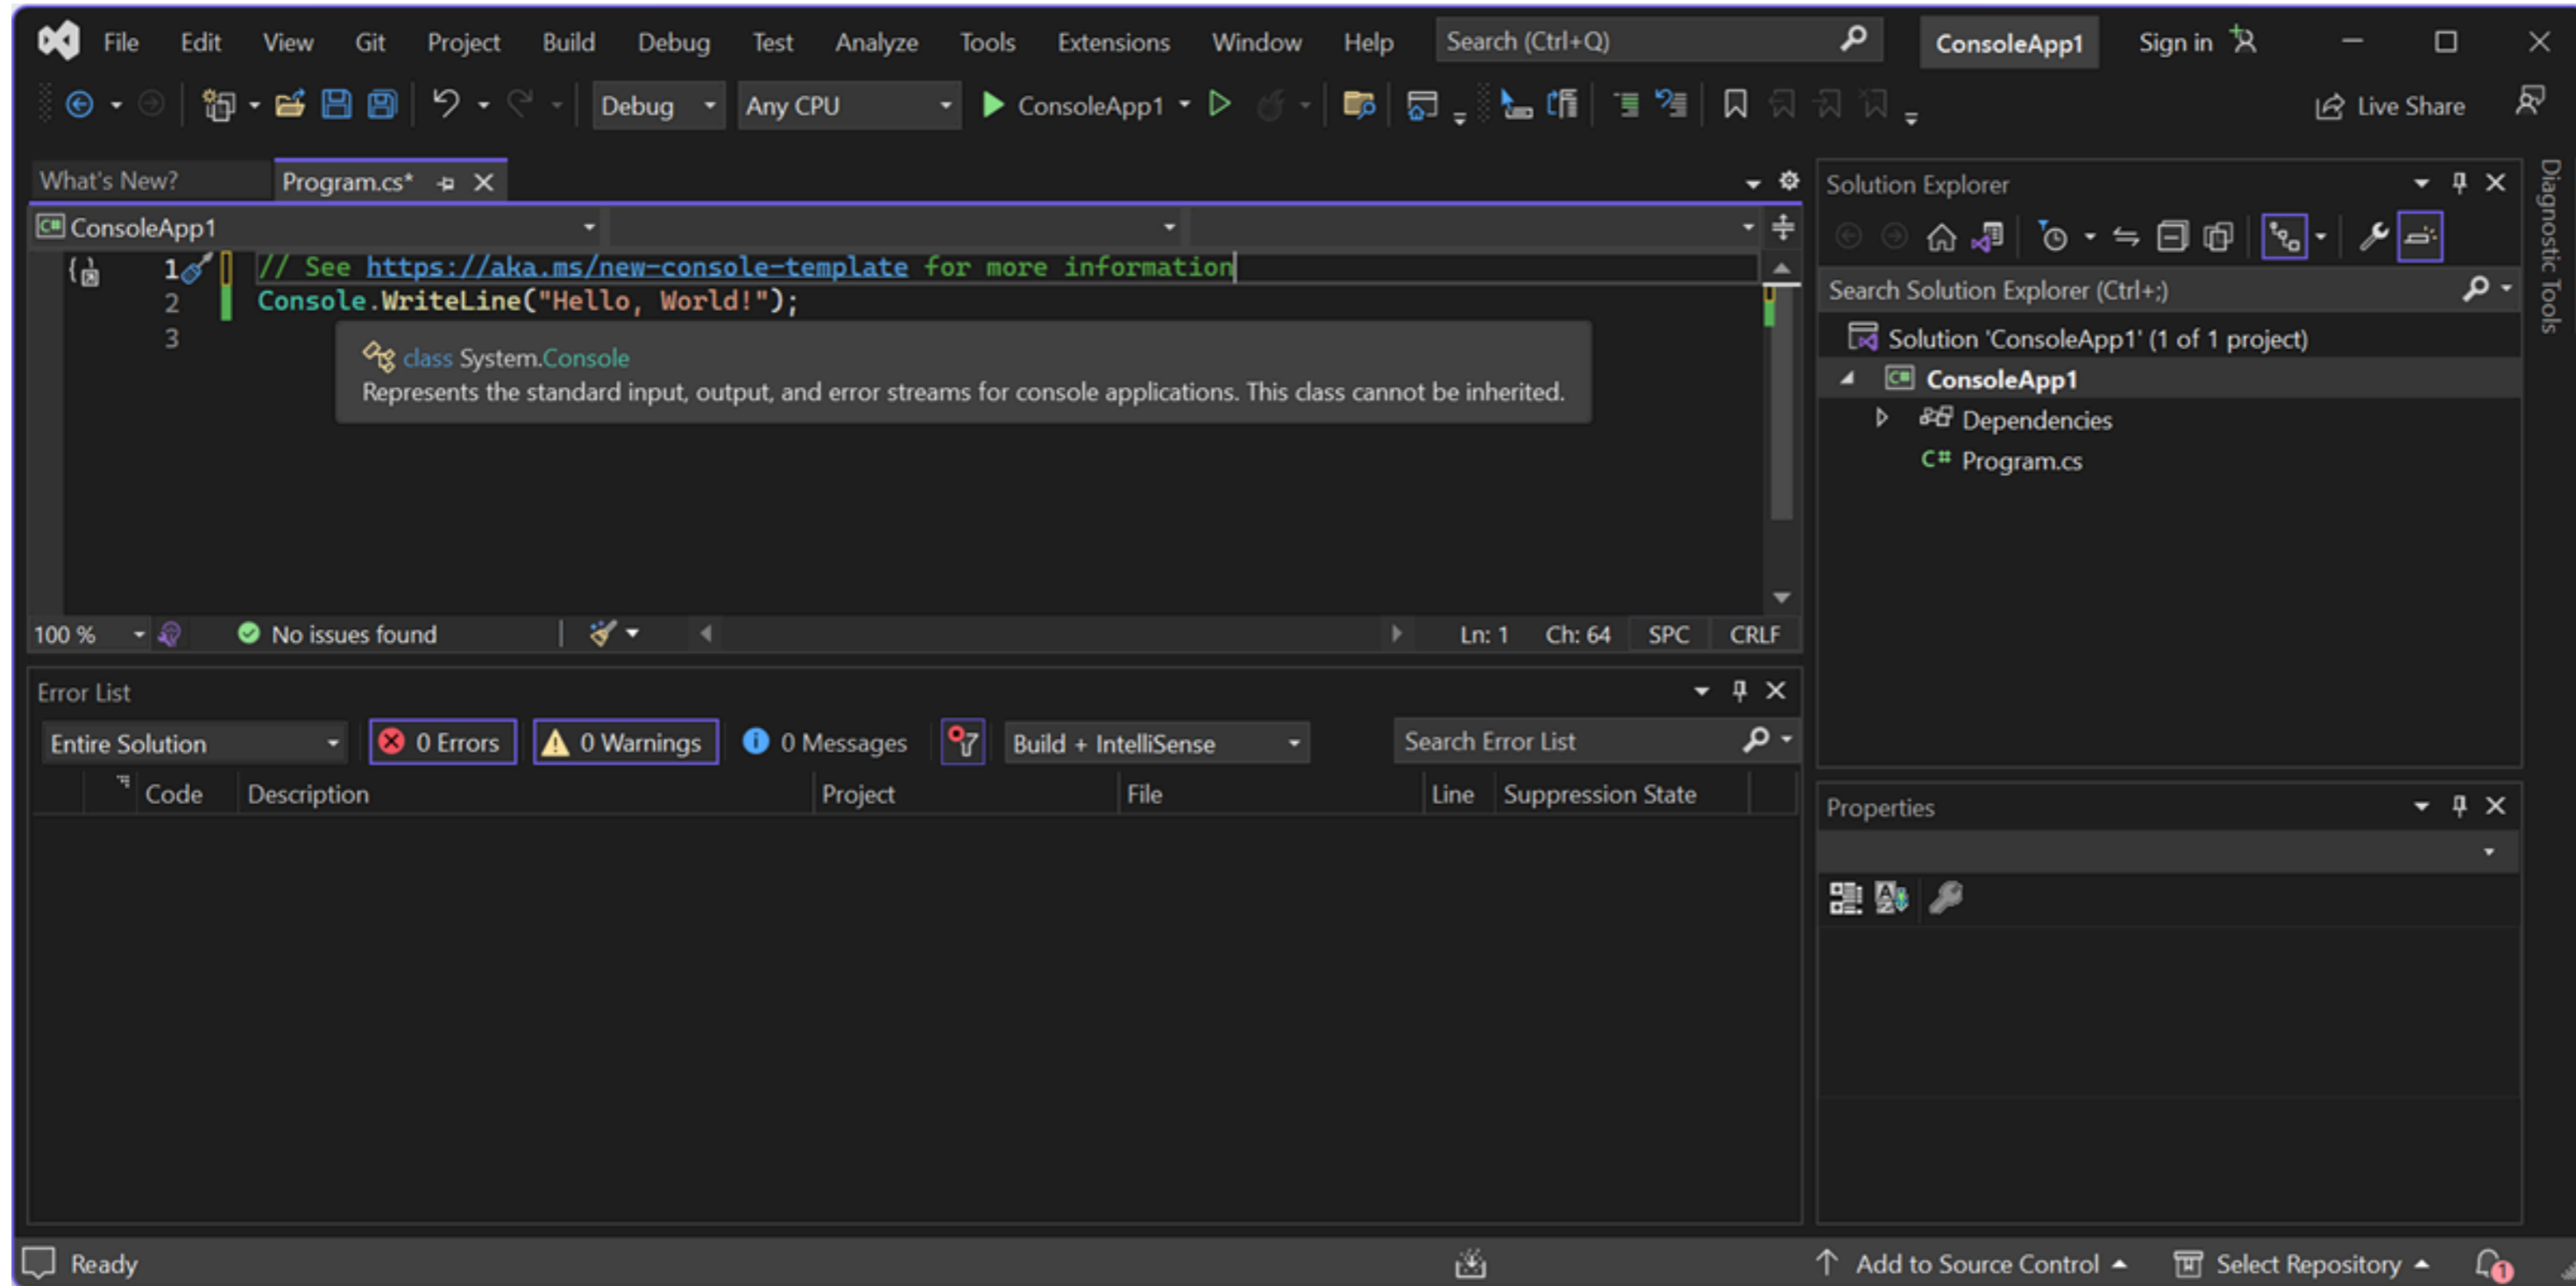 File Edit View Git Project Build Debug Test Analyze Tools Extensions Window Help Search (Ctrl+Q) ConsoleApp1 Sign in
Debug Any CPU ConsoleApp1 Live Share
What's New? Program.cs*
ConsoleApp1
1 // See https://aka.ms/new-console-template for more information
2 Console.WriteLine("Hello, World!");
3
class System.Console
Represents the standard input, output, and error streams for console applications. This class cannot be inherited.
100 % No issues found Ln: 1 Ch: 64 SPC CRLF
Error List
Entire Solution 0 Errors 0 Warnings 0 Messages Build + IntelliSense Search Error List
Code Description Project File Line Suppression State
Solution Explorer
Search Solution Explorer (Ctrl+;)
Solution 'ConsoleApp1' (1 of 1 project)
C# ConsoleApp1
Dependencies
C# Program.cs
Properties
Diagnostic Tools
Ready Add to Source Control Select Repository 1